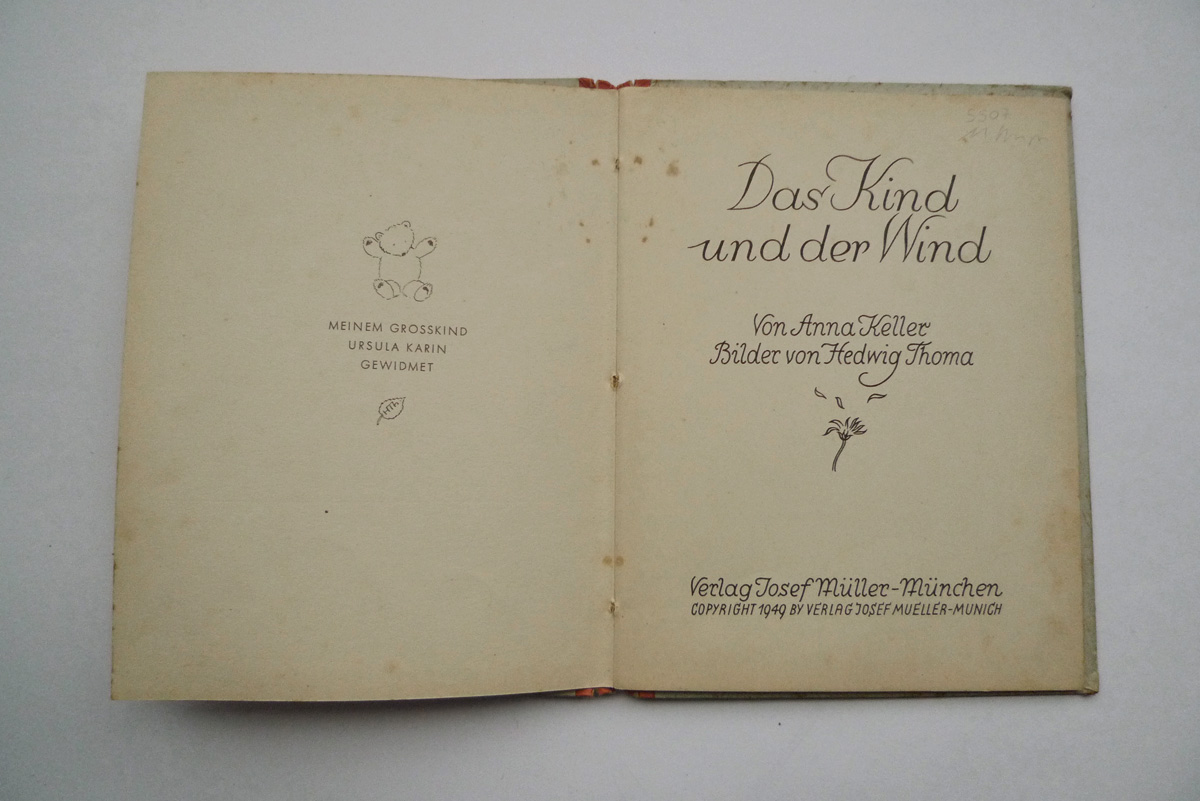 MEINEM GROSSKIND
URSULA KARIN
GEWIDMET
HTh
Das Kind
und der Wind
Von Anna Keller
Bilder von Hedwig Thoma
Verlag Josef Müller-München
COPYRIGHT 1949 BY VERLAG JOSEF MUELLER-MUNICH